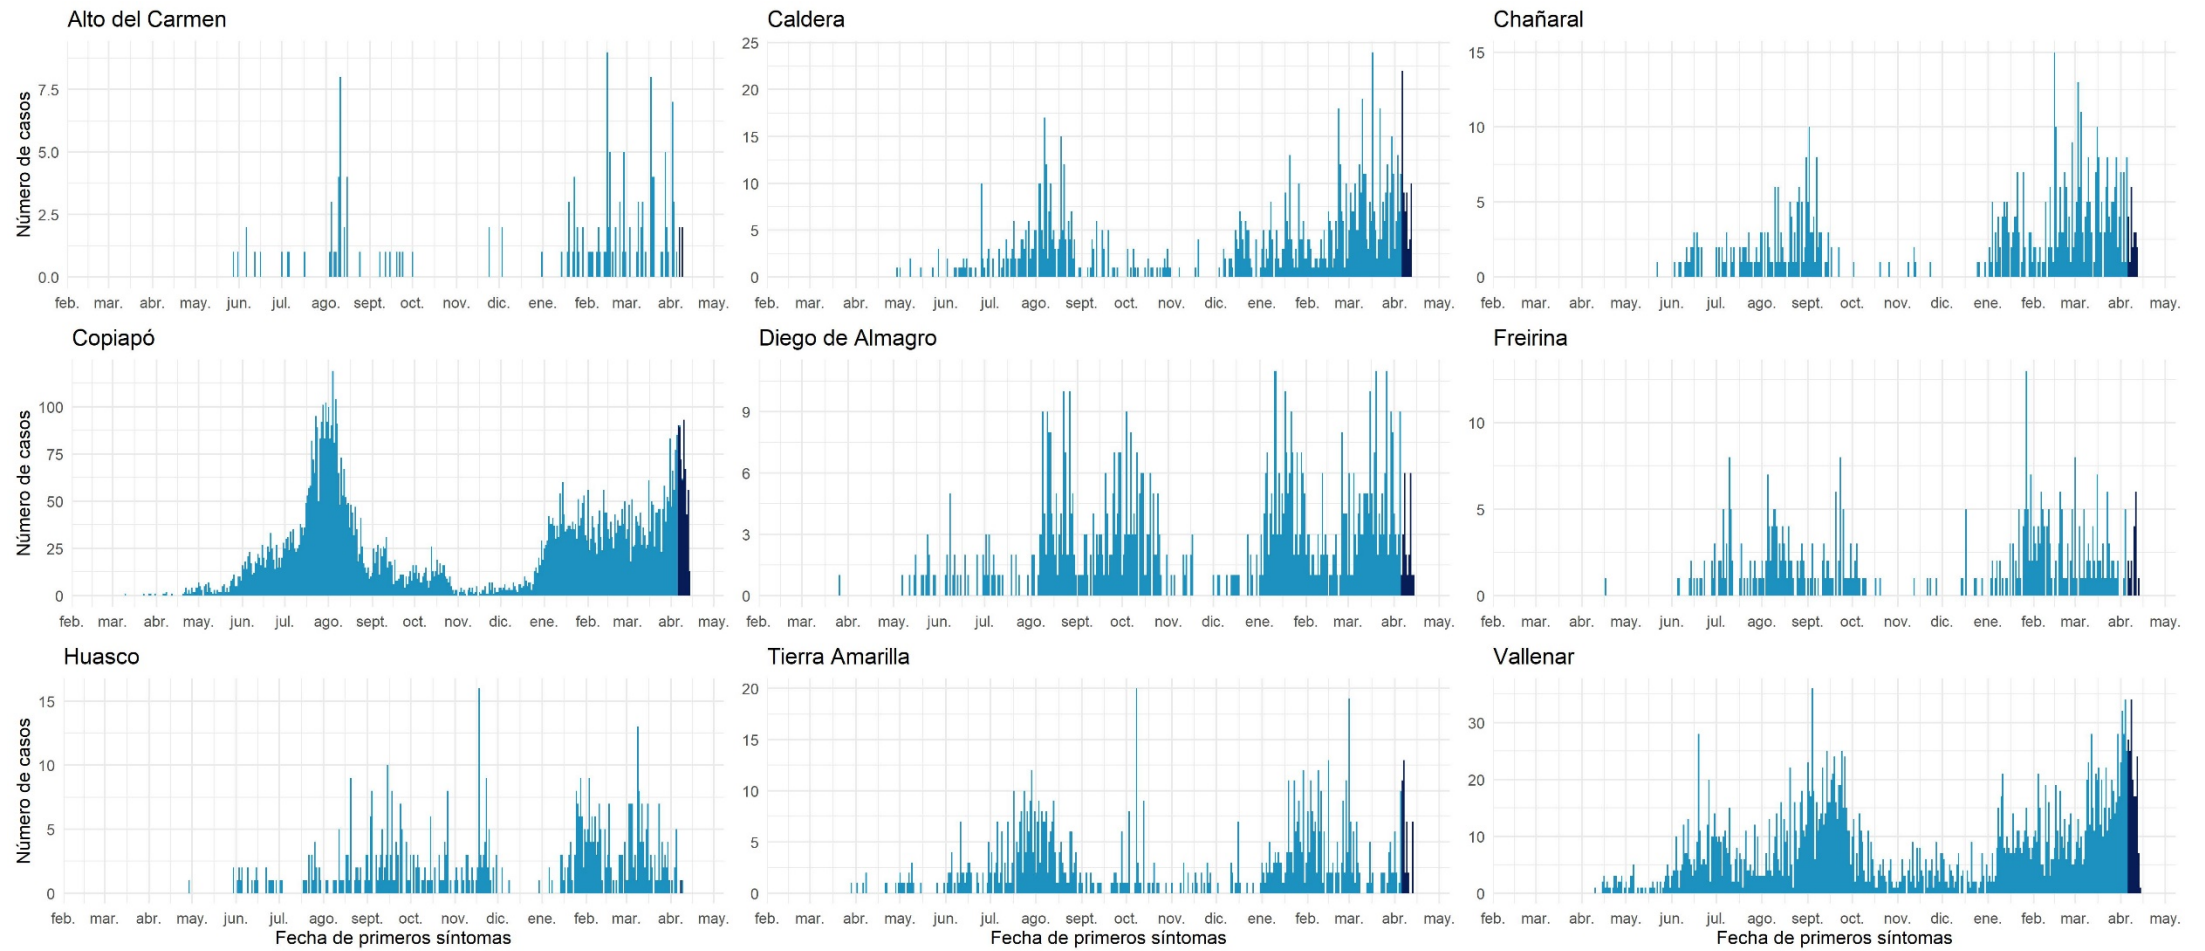 Alto del Carmen
Caldera
Chañaral
Número de casos
7.5
5.0
2.5
0.0
feb. mar. abr. may. jun. jul. ago. sept. oct. nov. dic. ene. feb. mar. abr. may.
25
20
15
10
5
0
feb. mar. abr. may. jun. jul. ago. sept. oct. nov. dic. ene. feb. mar. abr. may.
15
10
5
0
feb. mar. abr. may. jun. jul. ago. sept. oct. nov. dic. ene. feb. mar. abr. may.
Copiapó
Diego de Almagro
Freirina
Número de casos
100
75
50
25
0
feb. mar. abr. may. jun. jul. ago. sept. oct. nov. dic. ene. feb. mar. abr. may.
9
6
3
0
feb. mar. abr. may. jun. jul. ago. sept. oct. nov. dic. ene. feb. mar. abr. may.
10
5
0
feb. mar. abr. may. jun. jul. ago. sept. oct. nov. dic. ene. feb. mar. abr. may.
Huasco
Tierra Amarilla
Vallenar
Número de casos
15
10
5
0
feb. mar. abr. may. jun. jul. ago. sept. oct. nov. dic. ene. feb. mar. abr. may.
Fecha de primeros síntomas
20
15
10
5
0
feb. mar. abr. may. jun. jul. ago. sept. oct. nov. dic. ene. feb. mar. abr. may.
Fecha de primeros síntomas
30
20
10
0
feb. mar. abr. may. jun. jul. ago. sept. oct. nov. dic. ene. feb. mar. abr. may.
Fecha de primeros síntomas